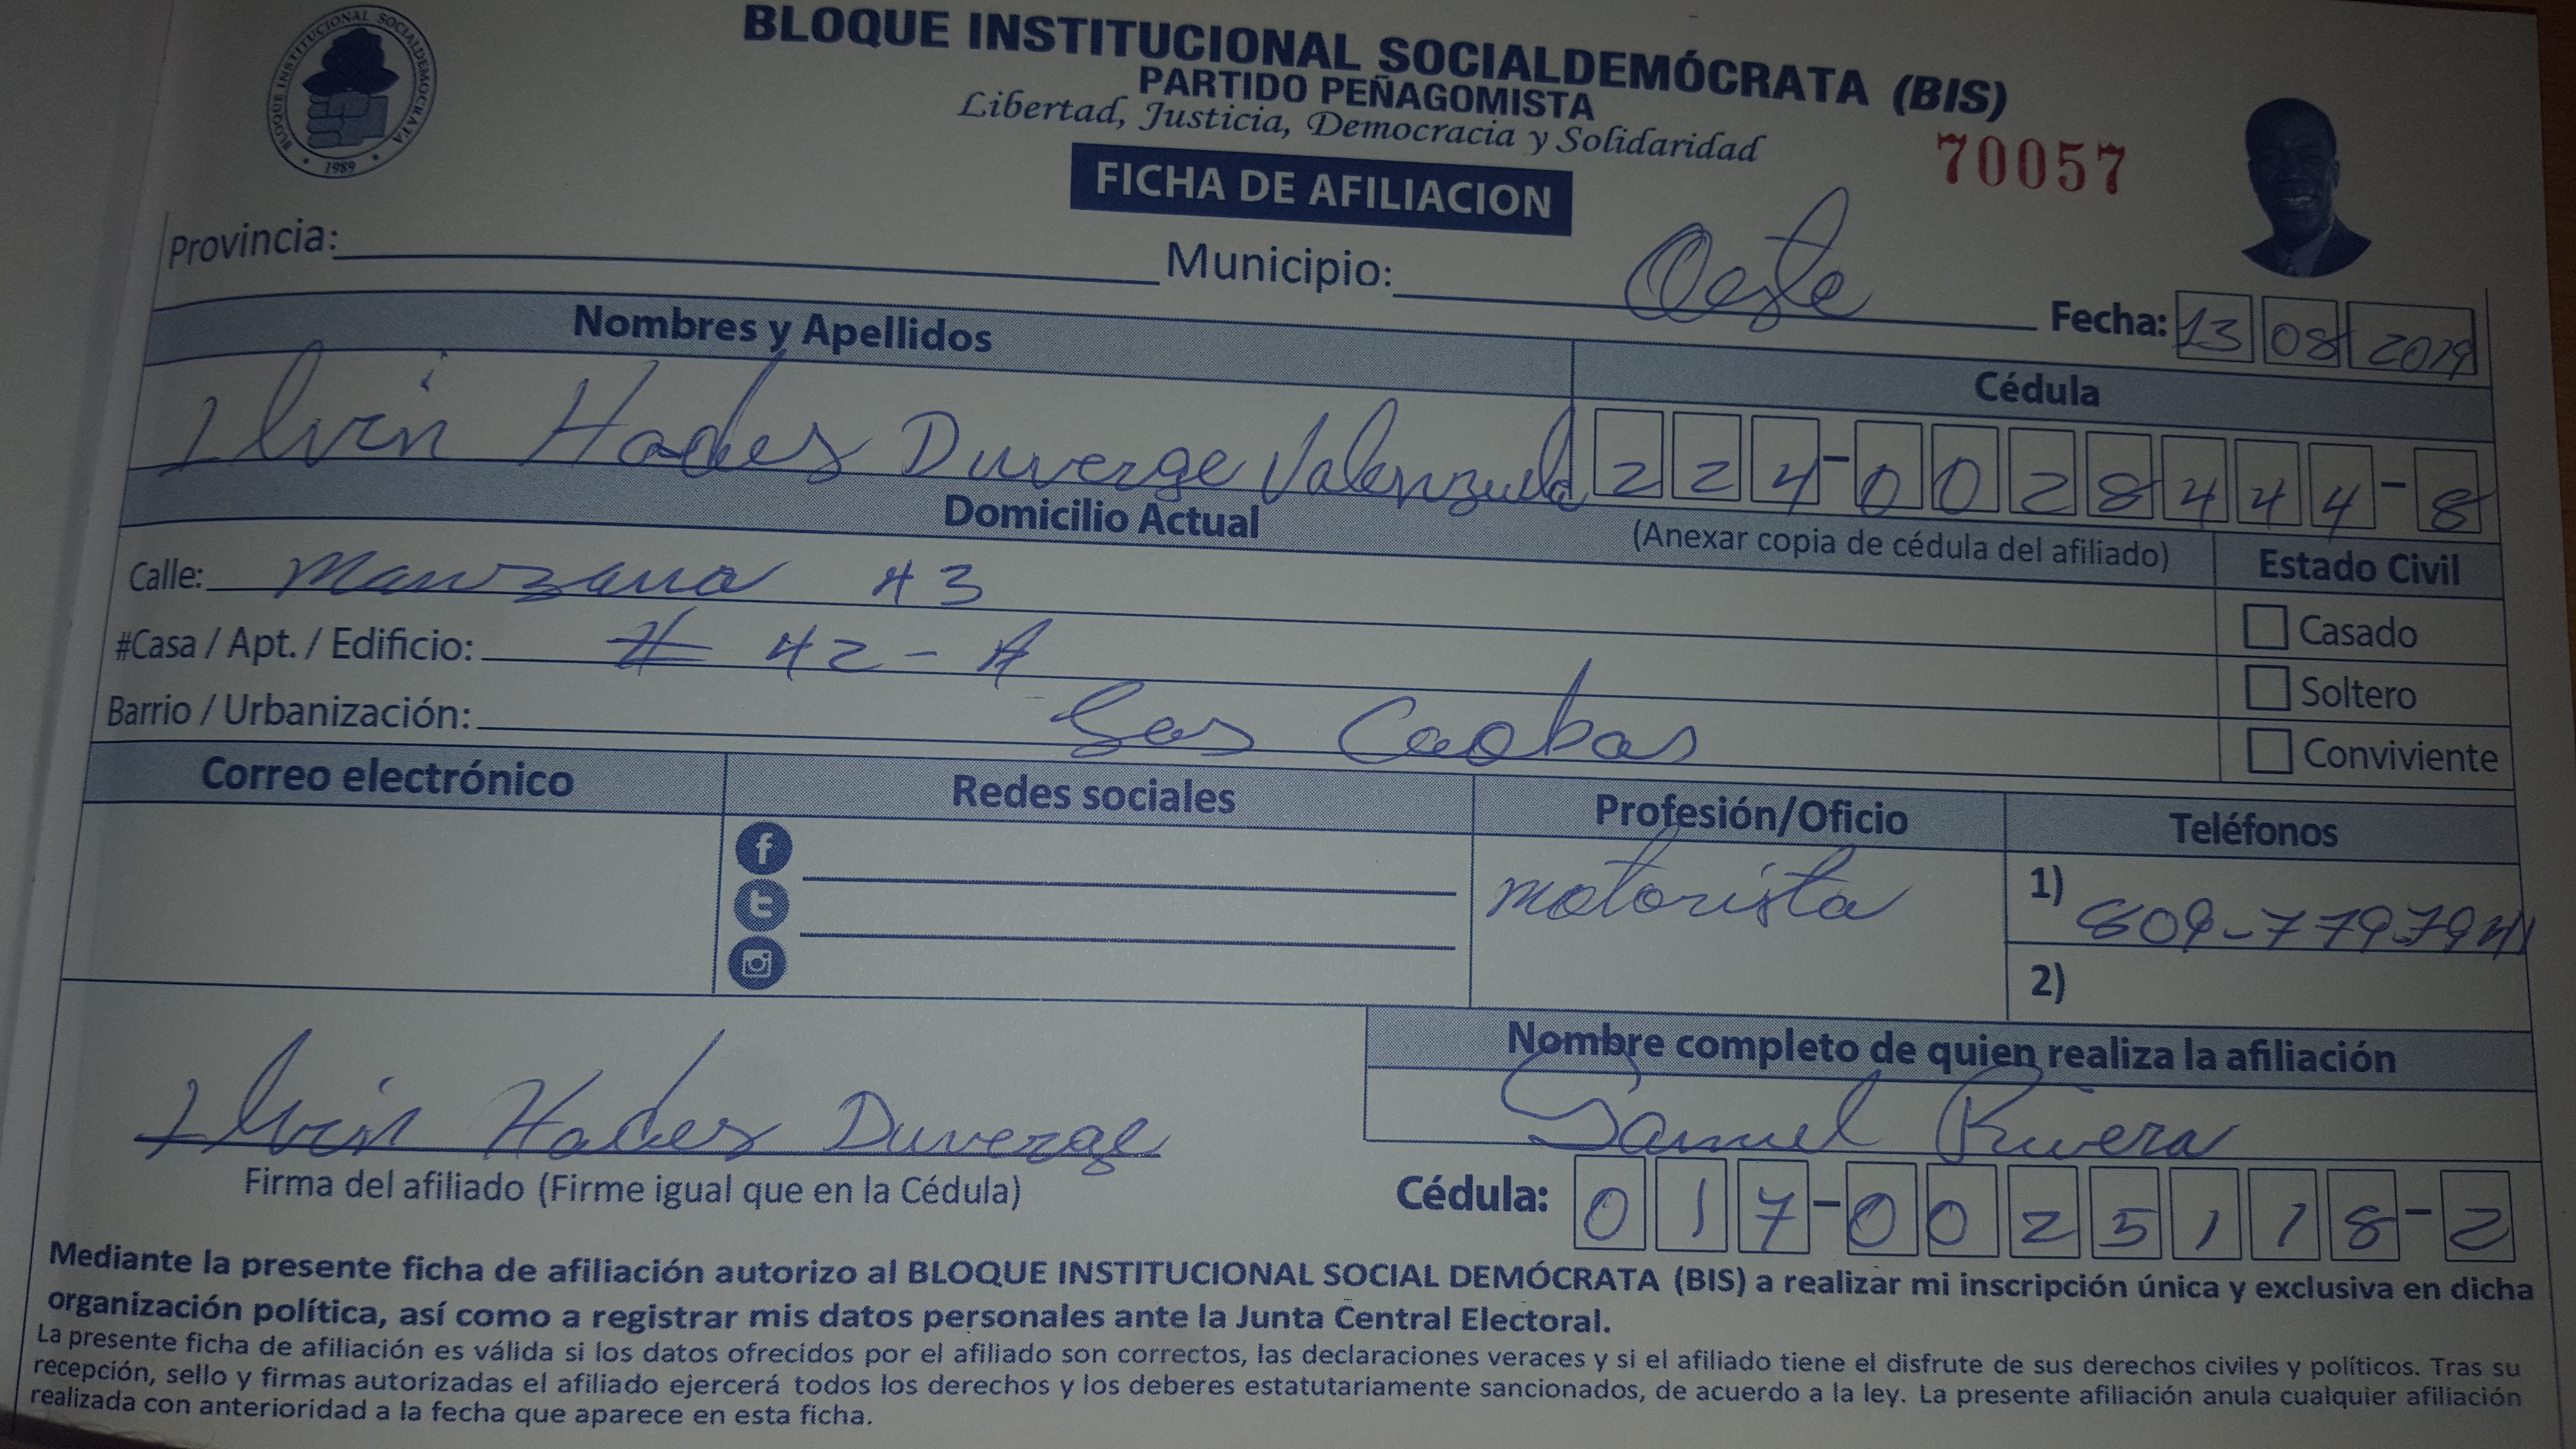 BLOQUE INSTITUCIONAL SOCIALDEMOCRATA
1989
BLOQUE INSTITUCIONAL SOCIALDEMÓCRATA (BIS)
PARTIDO PEÑAGOMISTA
Libertad, Justicia, Democracia y Solidaridad
70057
FICHA DE AFILIACION
Provincia: Municipio: Oeste
Fecha: 13 08 2019
Nombres y Apellidos
Cédula
Ilvin Hades Duverge Valenzuela 224-0028444-8
Domicilio Actual
(Anexar copia de cédula del afiliado)
Estado Civil
Calle: Manzana 43
Casado
#Casa / Apt. / Edificio: # 42 - A
Soltero
Barrio / Urbanización: Las Caobas
Conviviente
Correo electrónico Redes sociales Profesión/Oficio Teléfonos
motorista
1) 809-779-7941
2)
Nombre completo de quien realiza la afiliación
Ilvin Hades Duverge
Samuel Rivera
Firma del afiliado (Firme igual que en la Cédula)
Cédula: 017-0025118-2
Mediante la presente ficha de afiliación autorizo al BLOQUE INSTITUCIONAL SOCIAL DEMÓCRATA (BIS) a realizar mi inscripción única y exclusiva en dicha
organización política, así como a registrar mis datos personales ante la Junta Central Electoral.
La presente ficha de afiliación es válida si los datos ofrecidos por el afiliado son correctos, las declaraciones veraces y si el afiliado tiene el disfrute de sus derechos civiles y políticos. Tras su
recepción, sello y firmas autorizadas el afiliado ejercerá todos los derechos y los deberes estatutariamente sancionados, de acuerdo a la ley. La presente afiliación anula cualquier afiliación
realizada con anterioridad a la fecha que aparece en esta ficha.